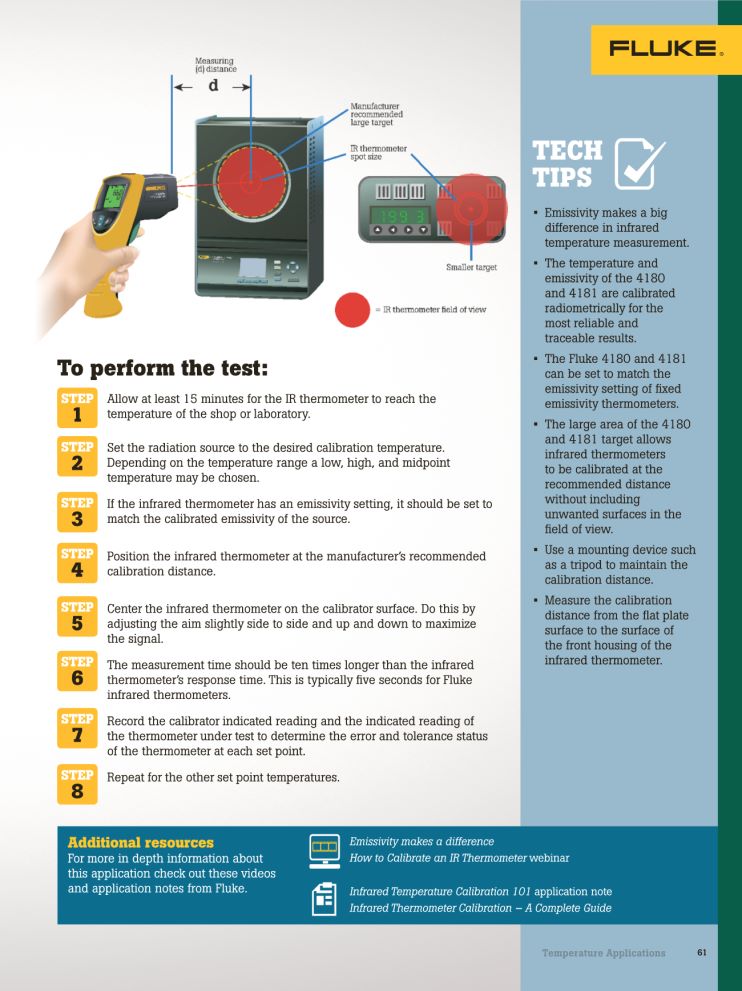 FLUKE®
Measuring
(d) distance
d
Manufacturer
recommended
large target
IR thermometer
spot size
199.3
Smaller target
= IR thermometer field of view
To perform the test:
STEP
1
Allow at least 15 minutes for the IR thermometer to reach the
temperature of the shop or laboratory.
STEP
2
Set the radiation source to the desired calibration temperature.
Depending on the temperature range a low, high, and midpoint
temperature may be chosen.
STEP
3
If the infrared thermometer has an emissivity setting, it should be set to
match the calibrated emissivity of the source.
STEP
4
Position the infrared thermometer at the manufacturer's recommended
calibration distance.
STEP
5
Center the infrared thermometer on the calibrator surface. Do this by
adjusting the aim slightly side to side and up and down to maximize
the signal.
STEP
6
The measurement time should be ten times longer than the infrared
thermometer's response time. This is typically five seconds for Fluke
infrared thermometers.
STEP
7
Record the calibrator indicated reading and the indicated reading of
the thermometer under test to determine the error and tolerance status
of the thermometer at each set point.
STEP
8
Repeat for the other set point temperatures.
TECH
TIPS
▪ Emissivity makes a big
difference in infrared
temperature measurement.
▪ The temperature and
emissivity of the 4180
and 4181 are calibrated
radiometrically for the
most reliable and
traceable results.
▪ The Fluke 4180 and 4181
can be set to match the
emissivity setting of fixed
emissivity thermometers.
▪ The large area of the 4180
and 4181 target allows
infrared thermometers
to be calibrated at the
recommended distance
without including
unwanted surfaces in the
field of view.
▪ Use a mounting device such
as a tripod to maintain the
calibration distance.
▪ Measure the calibration
distance from the flat plate
surface to the surface of
the front housing of the
infrared thermometer.
Additional resources
For more in depth information about
this application check out these videos
and application notes from Fluke.
Emissivity makes a difference
How to Calibrate an IR Thermometer webinar
Infrared Temperature Calibration 101 application note
Infrared Thermometer Calibration – A Complete Guide
Temperature Applications 61